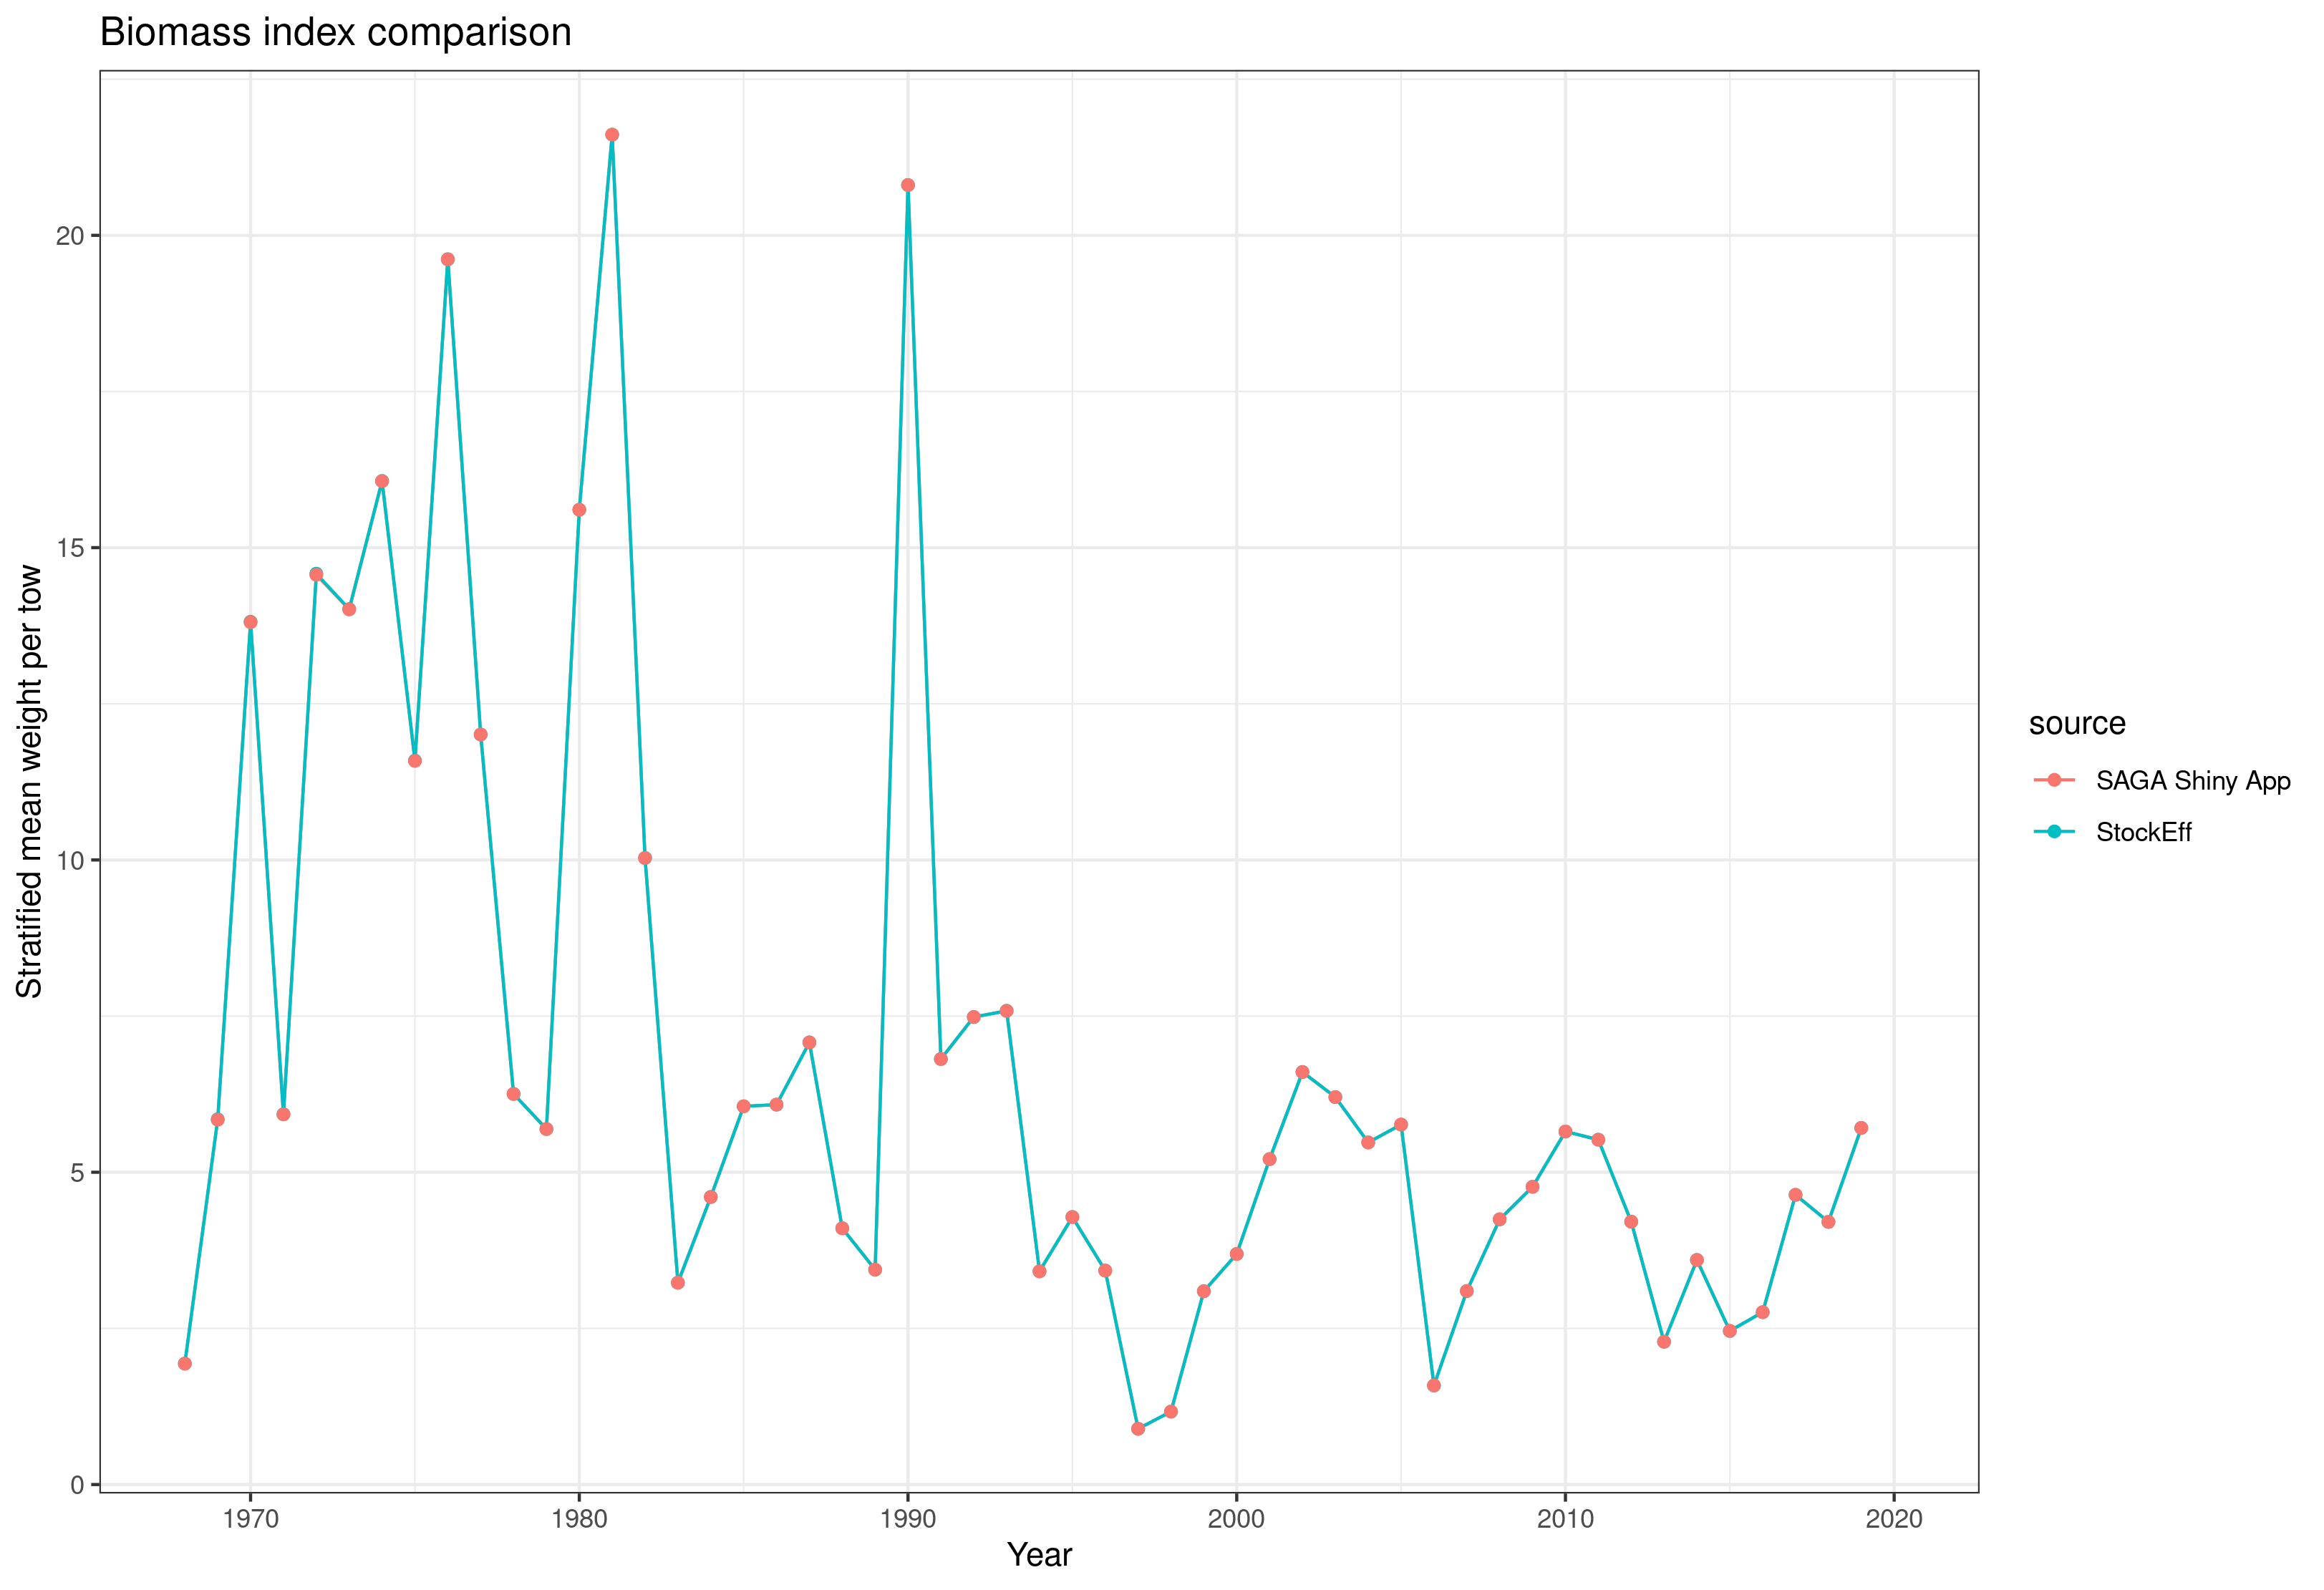 Biomass index comparison
Stratified mean weight per tow
20
15
10
5
0
1970 1980 1990 2000 2010 2020
Year
source
SAGA Shiny App
StockEff